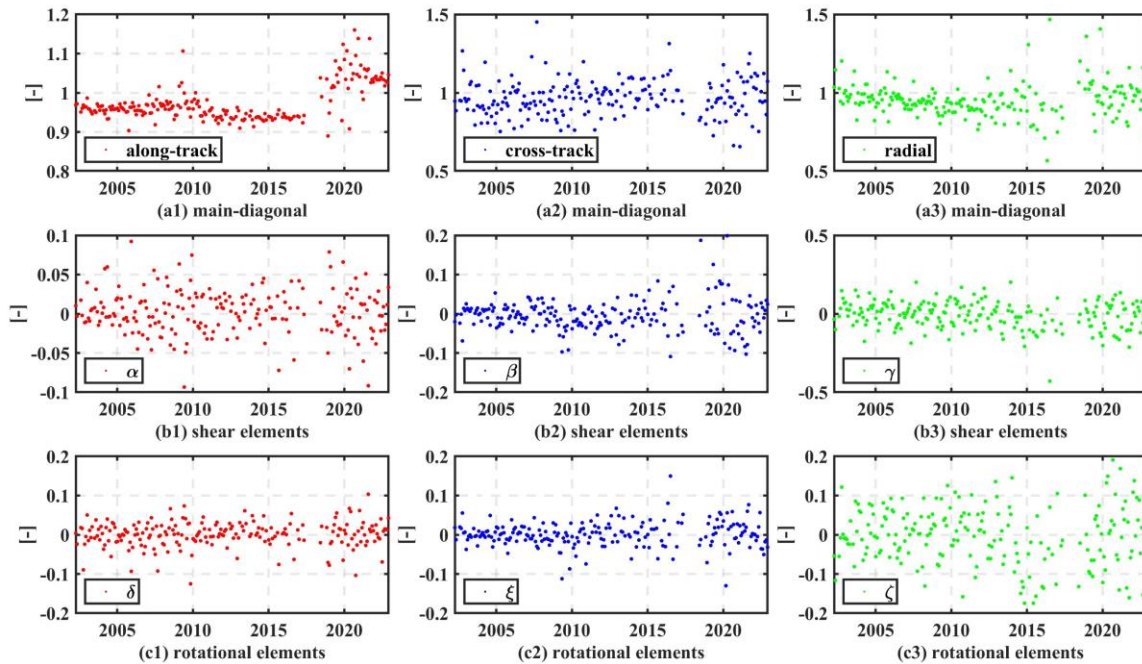 1.2
1.1
1
0.9
0.8
[-]
along-track
2005 2010 2015 2020
(a1) main-diagonal
1.5
1
0.5
[-]
cross-track
2005 2010 2015 2020
(a2) main-diagonal
1.5
1
0.5
[-]
radial
2005 2010 2015 2020
(a3) main-diagonal
0.1
0.05
0
-0.05
-0.1
[-]
α
2005 2010 2015 2020
(b1) shear elements
0.2
0.1
0
-0.1
-0.2
[-]
β
2005 2010 2015 2020
(b2) shear elements
0.5
0
-0.5
[-]
γ
2005 2010 2015 2020
(b3) shear elements
0.2
0.1
0
-0.1
-0.2
[-]
δ
2005 2010 2015 2020
(c1) rotational elements
0.2
0.1
0
-0.1
-0.2
[-]
ξ
2005 2010 2015 2020
(c2) rotational elements
0.2
0.1
0
-0.1
-0.2
[-]
ζ
2005 2010 2015 2020
(c3) rotational elements